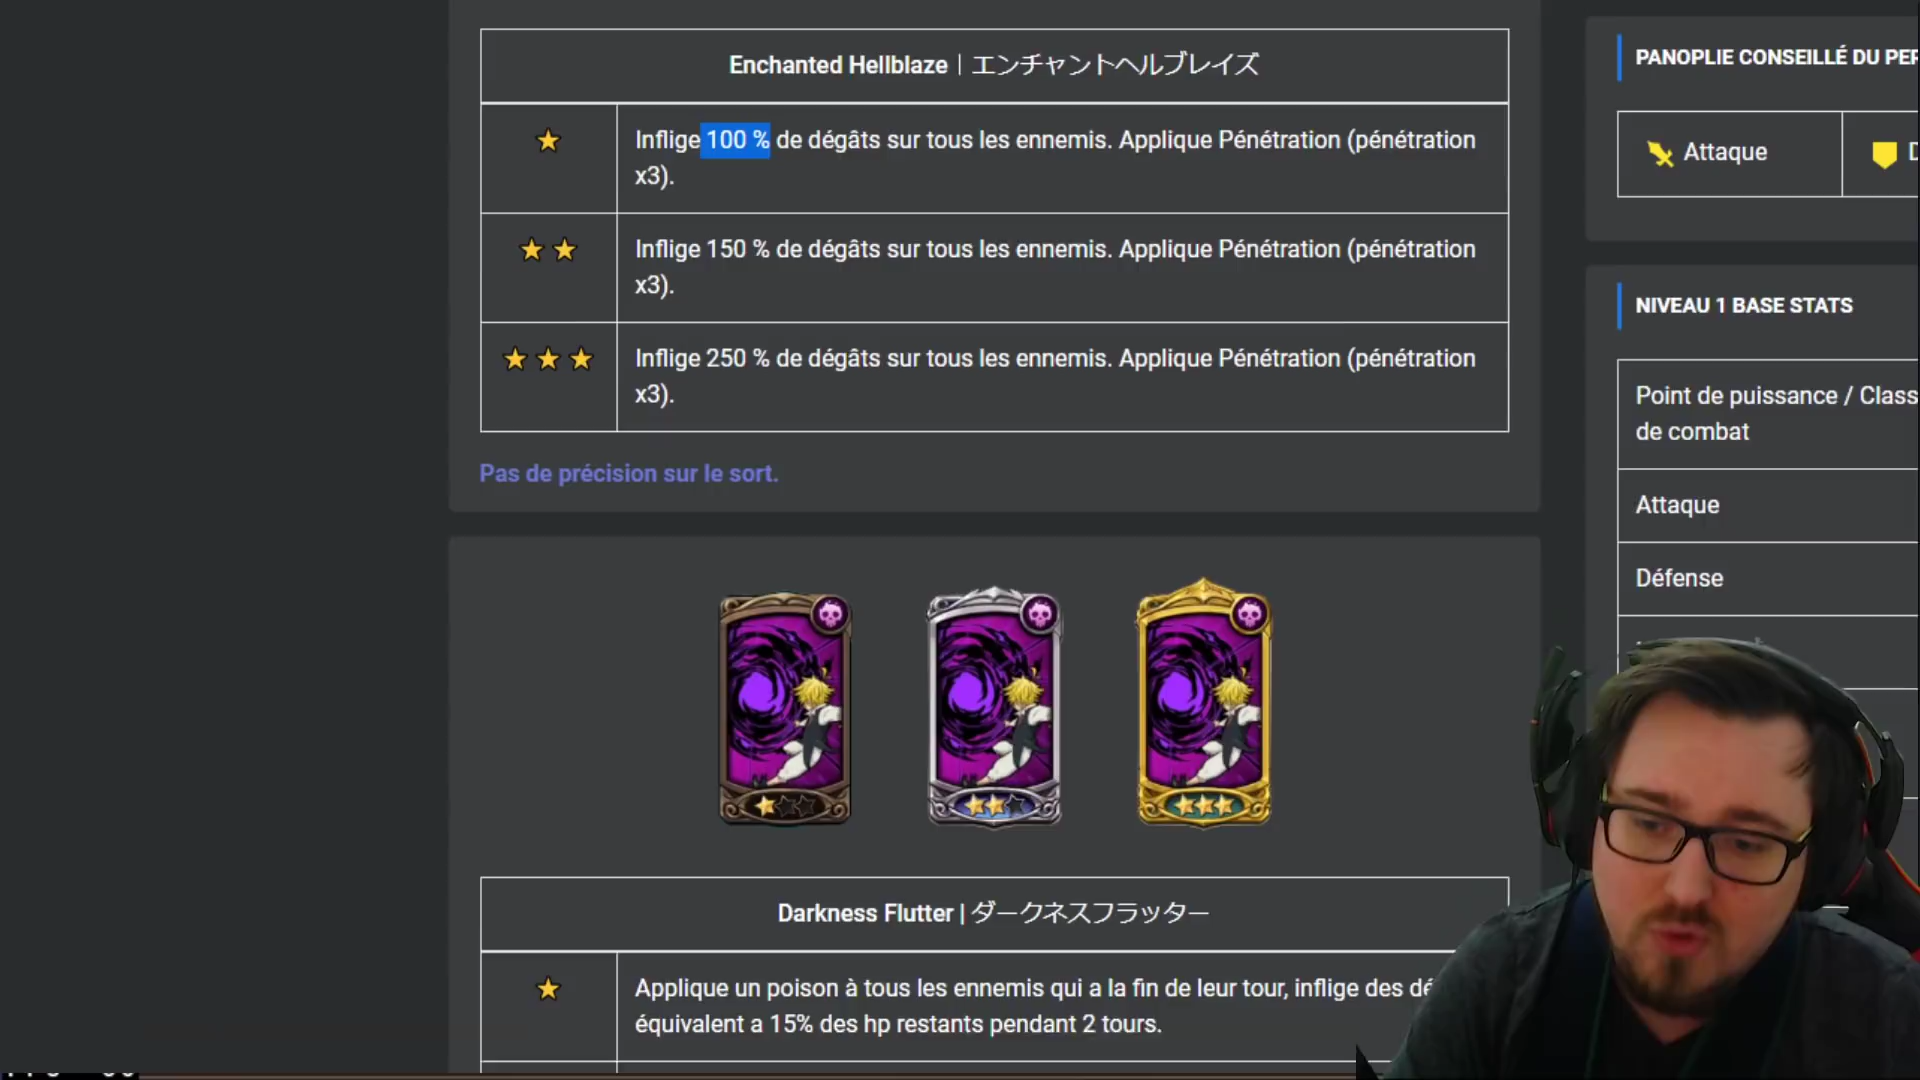 Enchanted Hellblaze | エンチャントヘルブレイズ
Inflige 100 % de dégâts sur tous les ennemis. Applique Pénétration (pénétration
x3).
Inflige 150 % de dégâts sur tous les ennemis. Applique Pénétration (pénétration
x3).
Inflige 250 % de dégâts sur tous les ennemis. Applique Pénétration (pénétration
x3).
Pas de précision sur le sort.
Darkness Flutter | ダークネスフラッター
Applique un poison à tous les ennemis qui a la fin de leur tour, inflige des
équivalent a 15% des hp restants pendant 2 tours.
PANOPLIE CONSEILLÉ DU
Attaque
NIVEAU 1 BASE STATS
Point de puissance /
de combat
Attaque
Défense